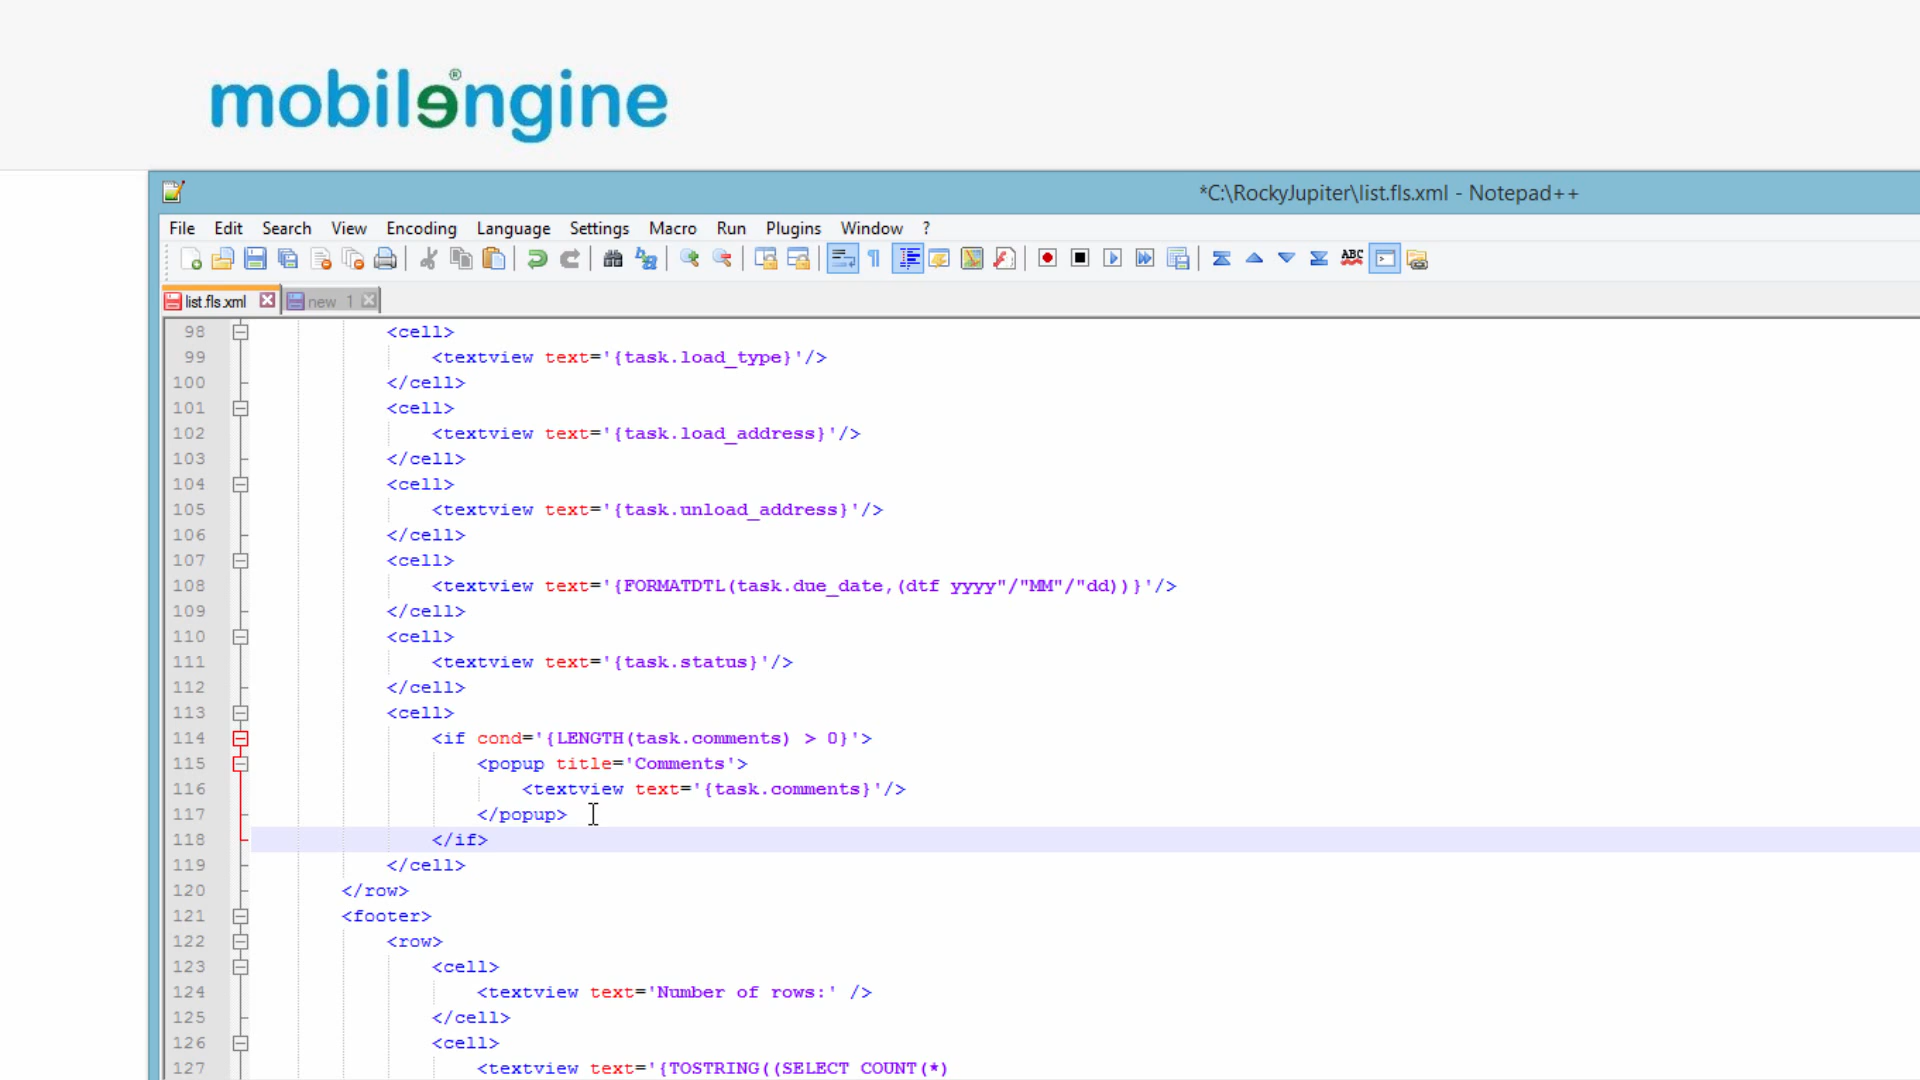 mobilengine®
*C:\RockyJupiter\list.fls.xml - Notepad++
File Edit Search View Encoding Language Settings Macro Run Plugins Window ?
ABC
list.fls.xml new 1
98 <cell>
99 <textview text='{task.load_type}'/>
100 </cell>
101 <cell>
102 <textview text='{task.load_address}'/>
103 </cell>
104 <cell>
105 <textview text='{task.unload_address}'/>
106 </cell>
107 <cell>
108 <textview text='{FORMATDTL(task.due_date,(dtf yyyy"/"MM"/"dd))}'/>
109 </cell>
110 <cell>
111 <textview text='{task.status}'/>
112 </cell>
113 <cell>
114 <if cond='{LENGTH(task.comments) > 0}'>
115 <popup title='Comments'>
116 <textview text='{task.comments}'/>
117 </popup>
118 </if>
119 </cell>
120 </row>
121 <footer>
122 <row>
123 <cell>
124 <textview text='Number of rows:' />
125 </cell>
126 <cell>
127 <textview text='{TOSTRING((SELECT COUNT(*)